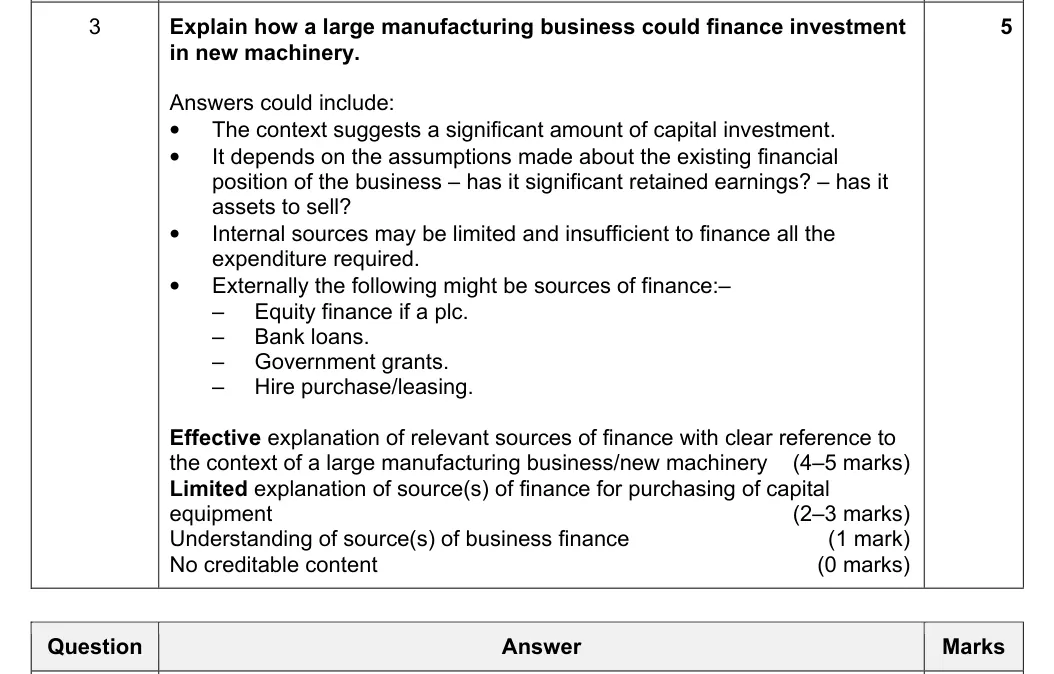 3 Explain how a large manufacturing business could finance investment 5
in new machinery.
Answers could include:
• The context suggests a significant amount of capital investment.
• It depends on the assumptions made about the existing financial
position of the business – has it significant retained earnings? – has it
assets to sell?
• Internal sources may be limited and insufficient to finance all the
expenditure required.
• Externally the following might be sources of finance:–
– Equity finance if a plc.
– Bank loans.
– Government grants.
– Hire purchase/leasing.
Effective explanation of relevant sources of finance with clear reference to
the context of a large manufacturing business/new machinery (4–5 marks)
Limited explanation of source(s) of finance for purchasing of capital
equipment (2–3 marks)
Understanding of source(s) of business finance (1 mark)
No creditable content (0 marks)
Question Answer Marks